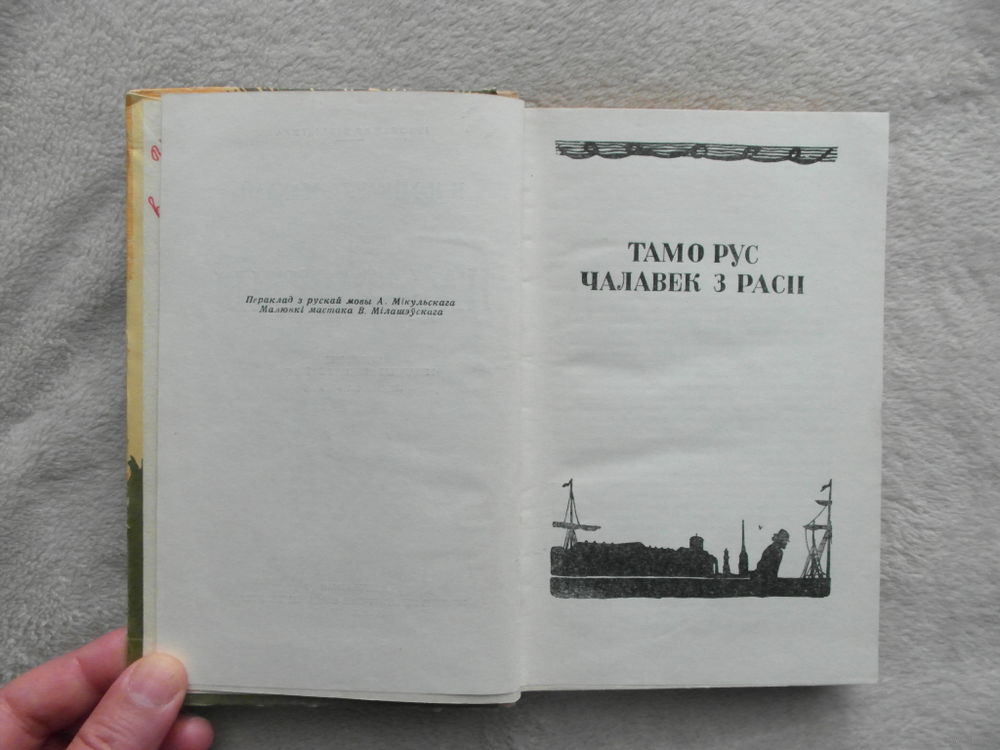 Пераклад з рускай мовы А. Мікульскага
Малюнкі мастака В. Мілашэўскага
ТАМО РУС
ЧАЛАВЕК З РАСІІ